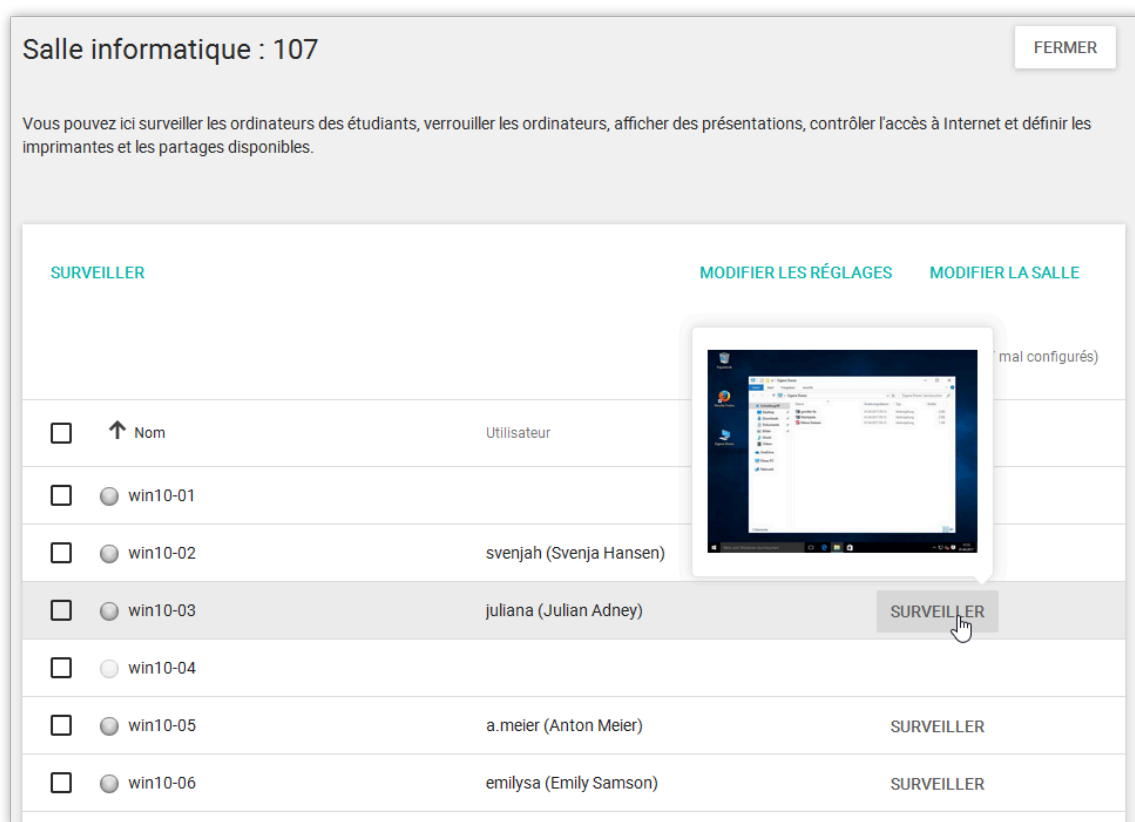 Salle informatique : 107
FERMER
Vous pouvez ici surveiller les ordinateurs des étudiants, verrouiller les ordinateurs, afficher des présentations, contrôler l'accès à Internet et définir les
imprimantes et les partages disponibles.
SURVEILLER
MODIFIER LES RÉGLAGES
MODIFIER LA SALLE
mal configurés)
Nom
Utilisateur
win10-01
win10-02
svenjah (Svenja Hansen)
win10-03
juliana (Julian Adney)
SURVEILLER
win10-04
win10-05
a.meier (Anton Meier)
SURVEILLER
win10-06
emilysa (Emily Samson)
SURVEILLER